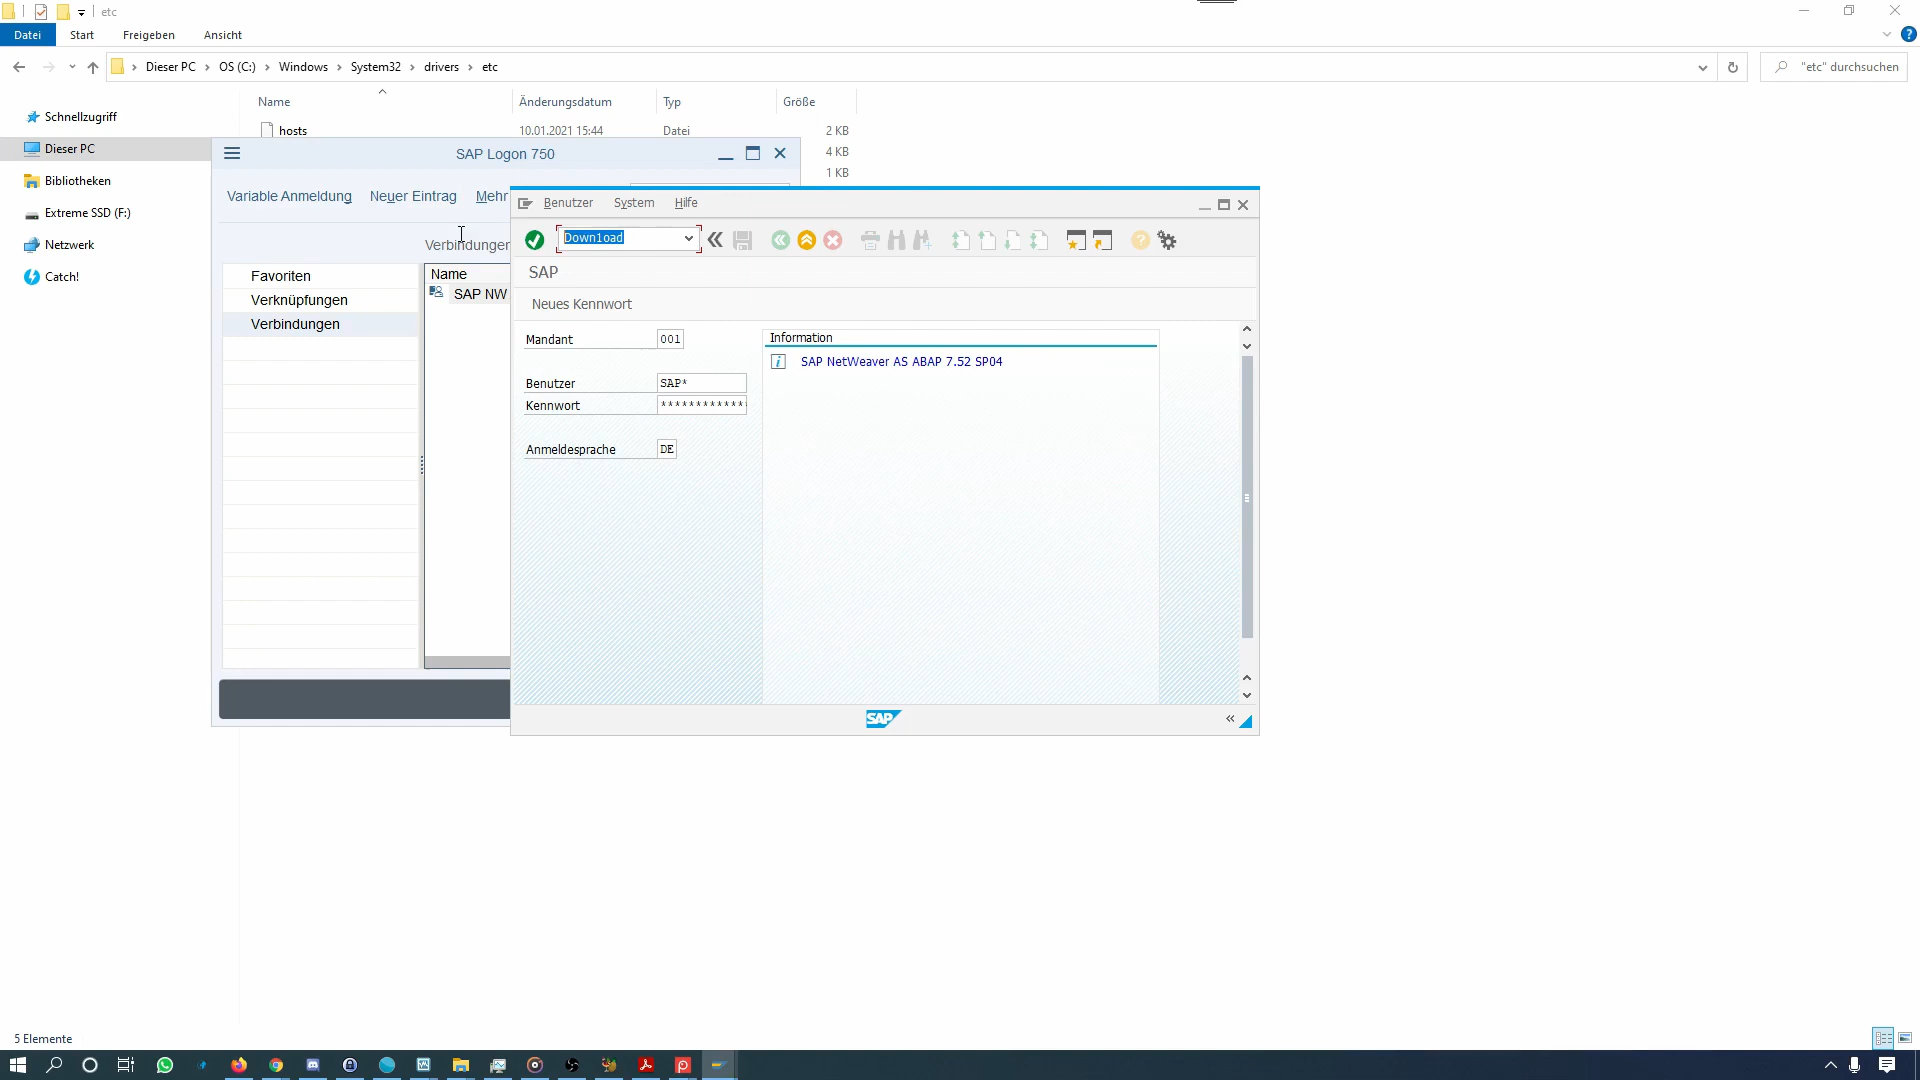 etc
Datei Start Freigeben Ansicht
Dieser PC OS (C:) Windows System32 drivers etc
"etc" durchsuchen
Name Änderungsdatum Typ Größe
Schnellzugriff
Dieser PC
Bibliotheken
Extreme SSD (F:)
Netzwerk
Catch!
hosts 10.01.2021 15:44 Datei 2 KB
4 KB
1 KB
SAP Logon 750
Variable Anmeldung Neuer Eintrag Mehr
Verbindungen
Favoriten
Verknüpfungen
Verbindungen
Name
SAP NW
Benutzer System Hilfe
Down1oad
SAP
Neues Kennwort
Mandant 001
Benutzer SAP*
Kennwort *************
Anmeldesprache DE
Information
SAP NetWeaver AS ABAP 7.52 SP04
SAP
5 Elemente